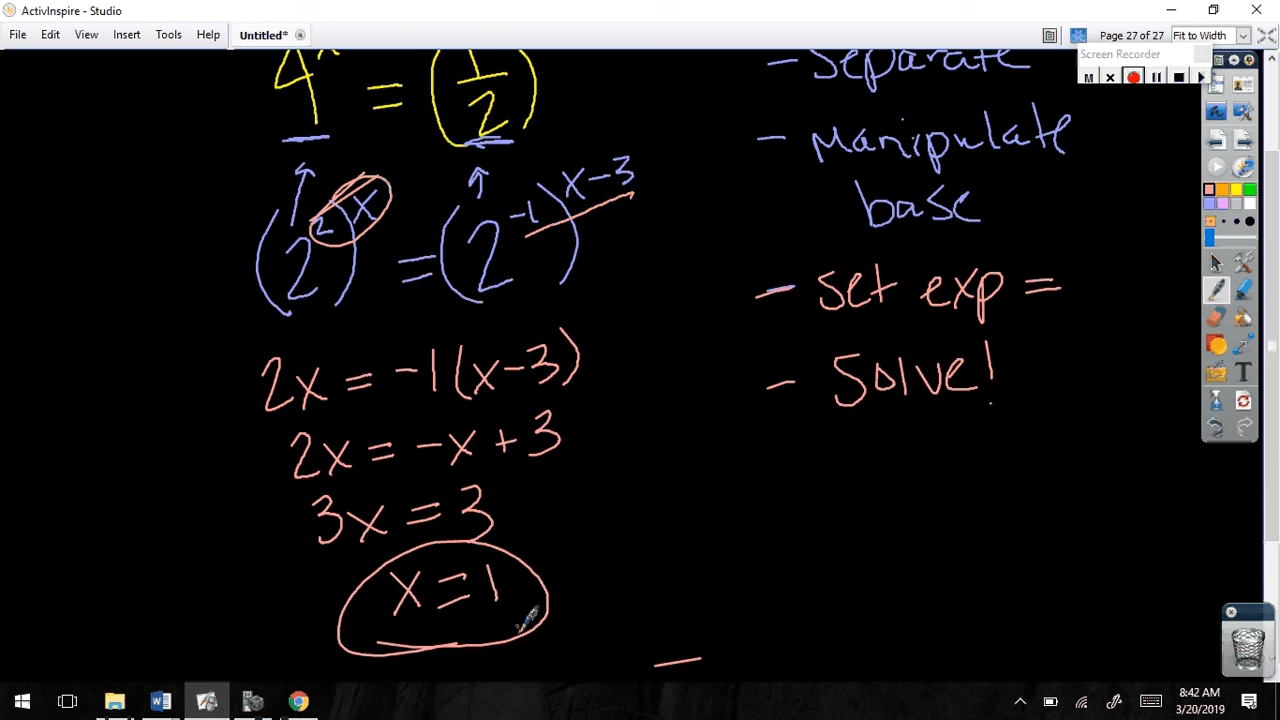 ActivInspire - Studio
File Edit View Insert Tools Help
Untitled*
Page 27 of 27
Fit to Width
Screen Recorder
4^x = (1/2)
(2^2)^x = (2^-1)^x-3
2x = -1(x-3)
2x = -x + 3
3x = 3
x = 1
- Separate
- manipulate
base
- set exp =
- Solve!
8:42 AM
3/20/2019